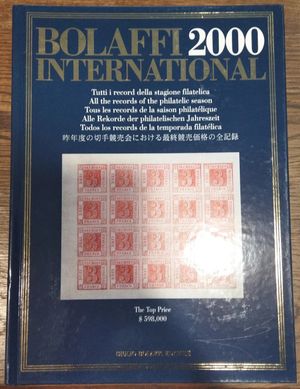 BOLAFFI 2000
INTERNATIONAL
Tutti i record della stagione filatelica
All the records of the philatelic season
Tous les records de la saison philatélique
Alle Rekorde der philatelischen Jahreszeit
Todos los records de la temporada filatélica
昨年度の切手競売会における最終競売価格の全記録
The Top Price
$ 598,000
GIULIO BOLAFFI EDITORE